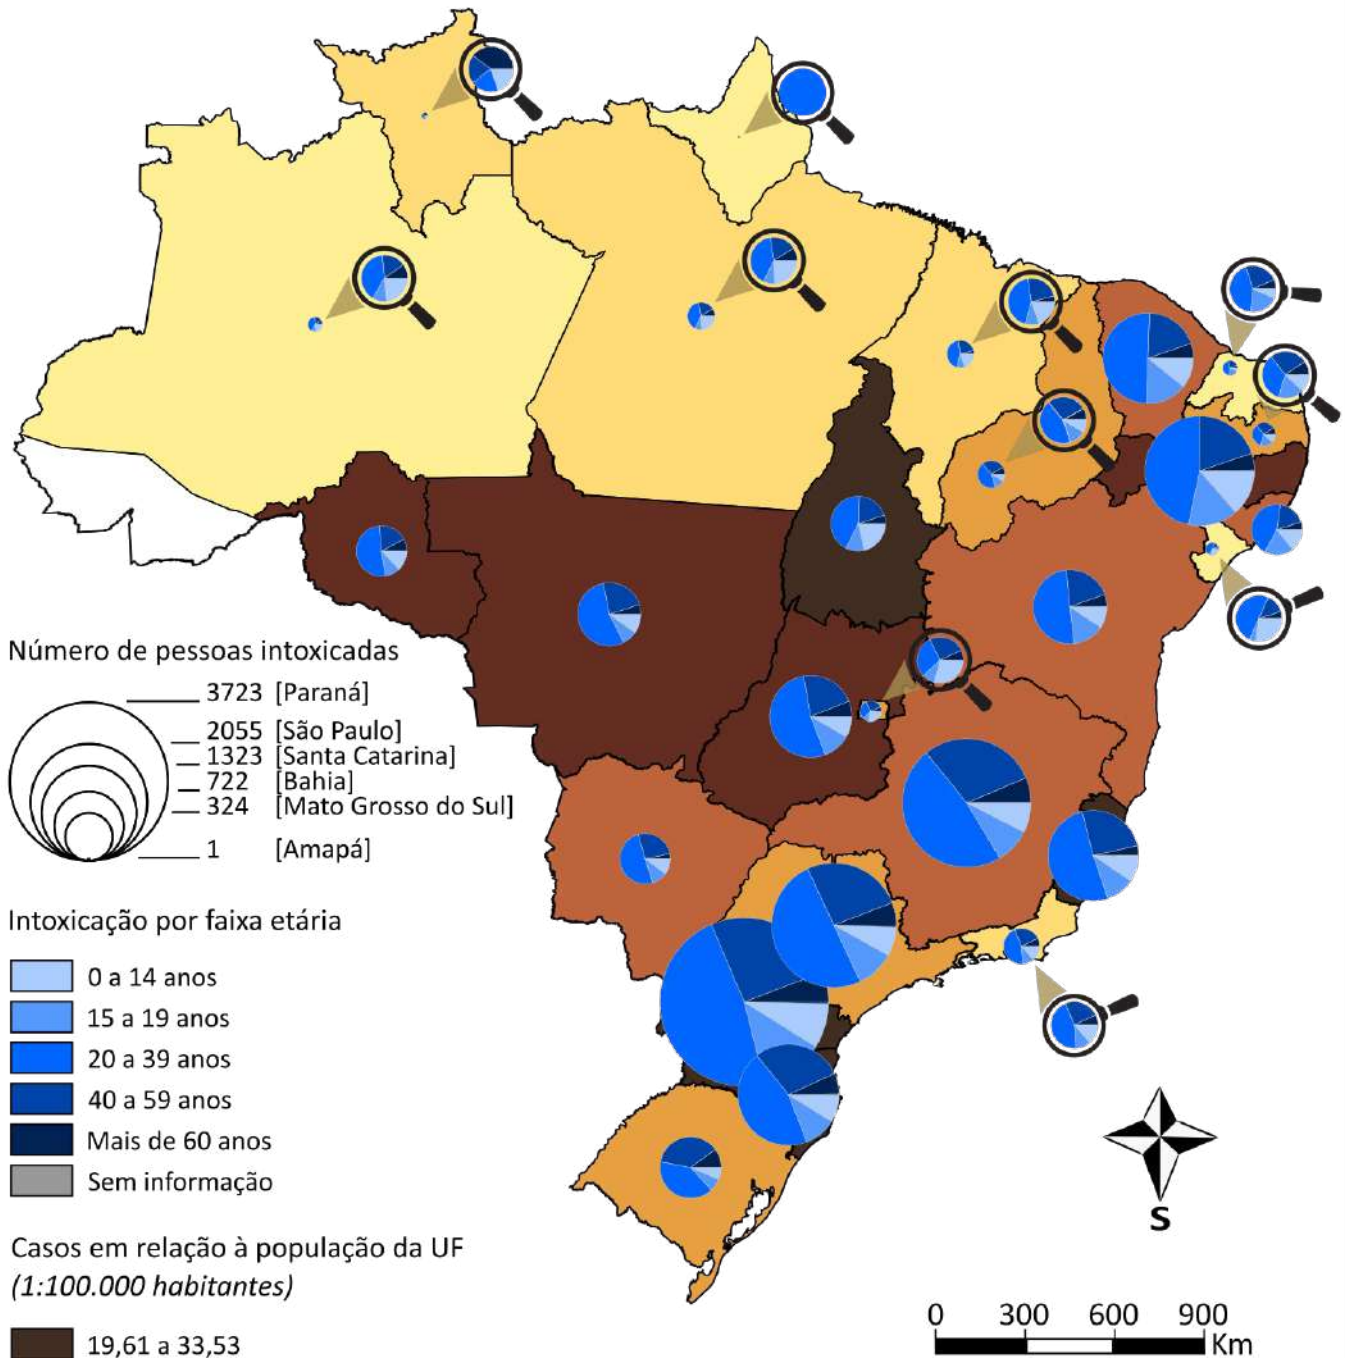 Número de pessoas intoxicadas
3723 [Paraná]
2055 [São Paulo]
1323 [Santa Catarina]
722 [Bahia]
324 [Mato Grosso do Sul]
1 [Amapá]
Intoxicação por faixa etária
0 a 14 anos
15 a 19 anos
20 a 39 anos
40 a 59 anos
Mais de 60 anos
Sem informação
Casos em relação à população da UF
(1:100.000 habitantes)
19,61 a 33,53
S
0 300 600 900
Km